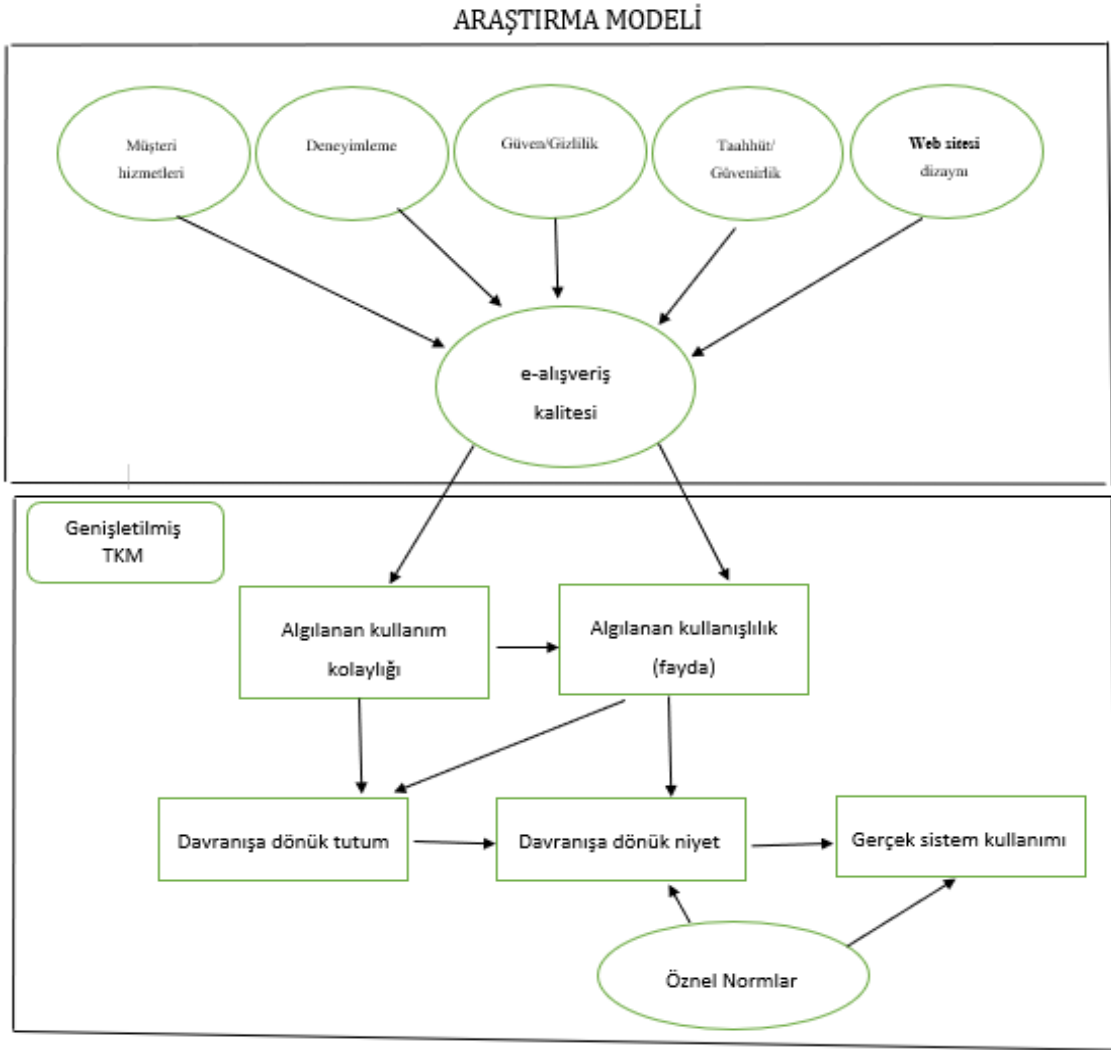 ARAŞTIRMA MODELİ
Müşteri
hizmetleri
Deneyimleme
Güven/Gizlilik
Taahhüt/
Güvenirlik
Web sitesi
dizaynı
e-alışveriş
kalitesi
Genişletilmiş
TKM
Algılanan kullanım
kolaylığı
Algılanan kullanışlılık
(fayda)
Davranışa dönük tutum
Davranışa dönük niyet
Gerçek sistem kullanımı
Öznel Normlar